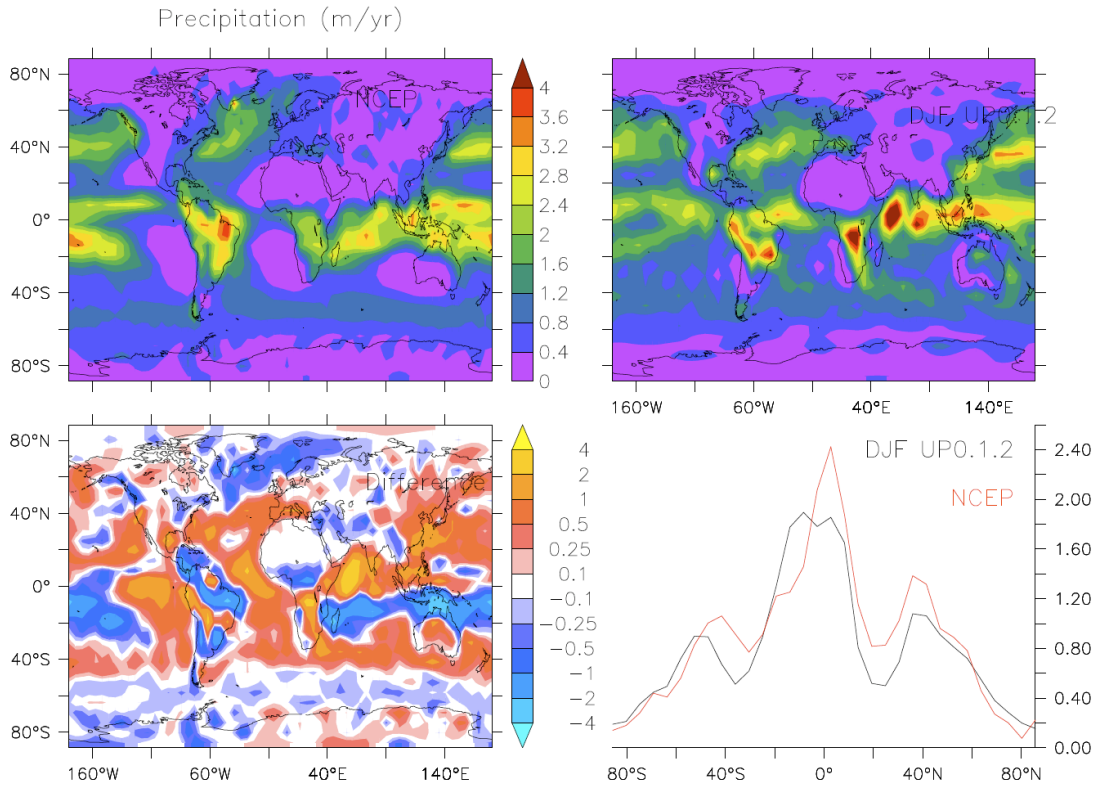 Precipitation (m/yr)
80°N
40°N
0°
40°S
80°S
NCEP
4
3.6
3.2
2.8
2.4
2
1.6
1.2
0.8
0.4
0
DJF UP0.1.2
160°W
60°W
40°E
140°E
80°N
40°N
0°
40°S
80°S
Difference
160°W
60°W
40°E
140°E
4
2
1
0.5
0.25
0.1
−0.1
−0.25
−0.5
−1
−2
−4
DJF UP0.1.2
NCEP
2.40
2.00
1.60
1.20
0.80
0.40
0.00
80°S
40°S
0°
40°N
80°N